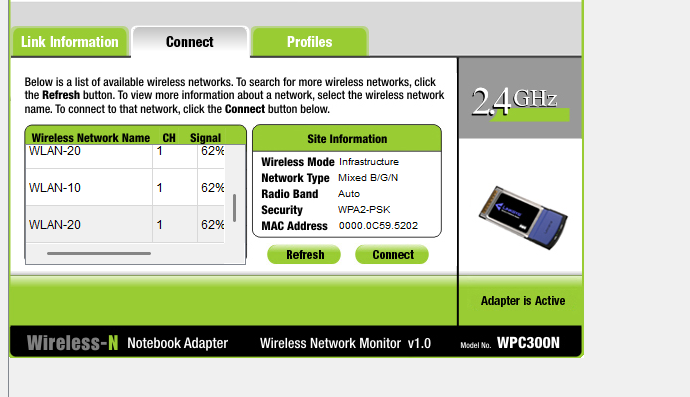 Link Information
Connect
Profiles
Below is a list of available wireless networks. To search for more wireless networks, click
the Refresh button. To view more information about a network, select the wireless network
name. To connect to that network, click the Connect button below.
2.4GHz
Wireless Network Name CH Signal
WLAN-20 1 62%
WLAN-10 1 62%
WLAN-20 1 62%
Site Information
Wireless Mode Infrastructure
Network Type Mixed B/G/N
Radio Band Auto
Security WPA2-PSK
MAC Address 0000.0C59.5202
Refresh
Connect
Adapter is Active
Wireless-N Notebook Adapter Wireless Network Monitor v1.0 Model No. WPC300N